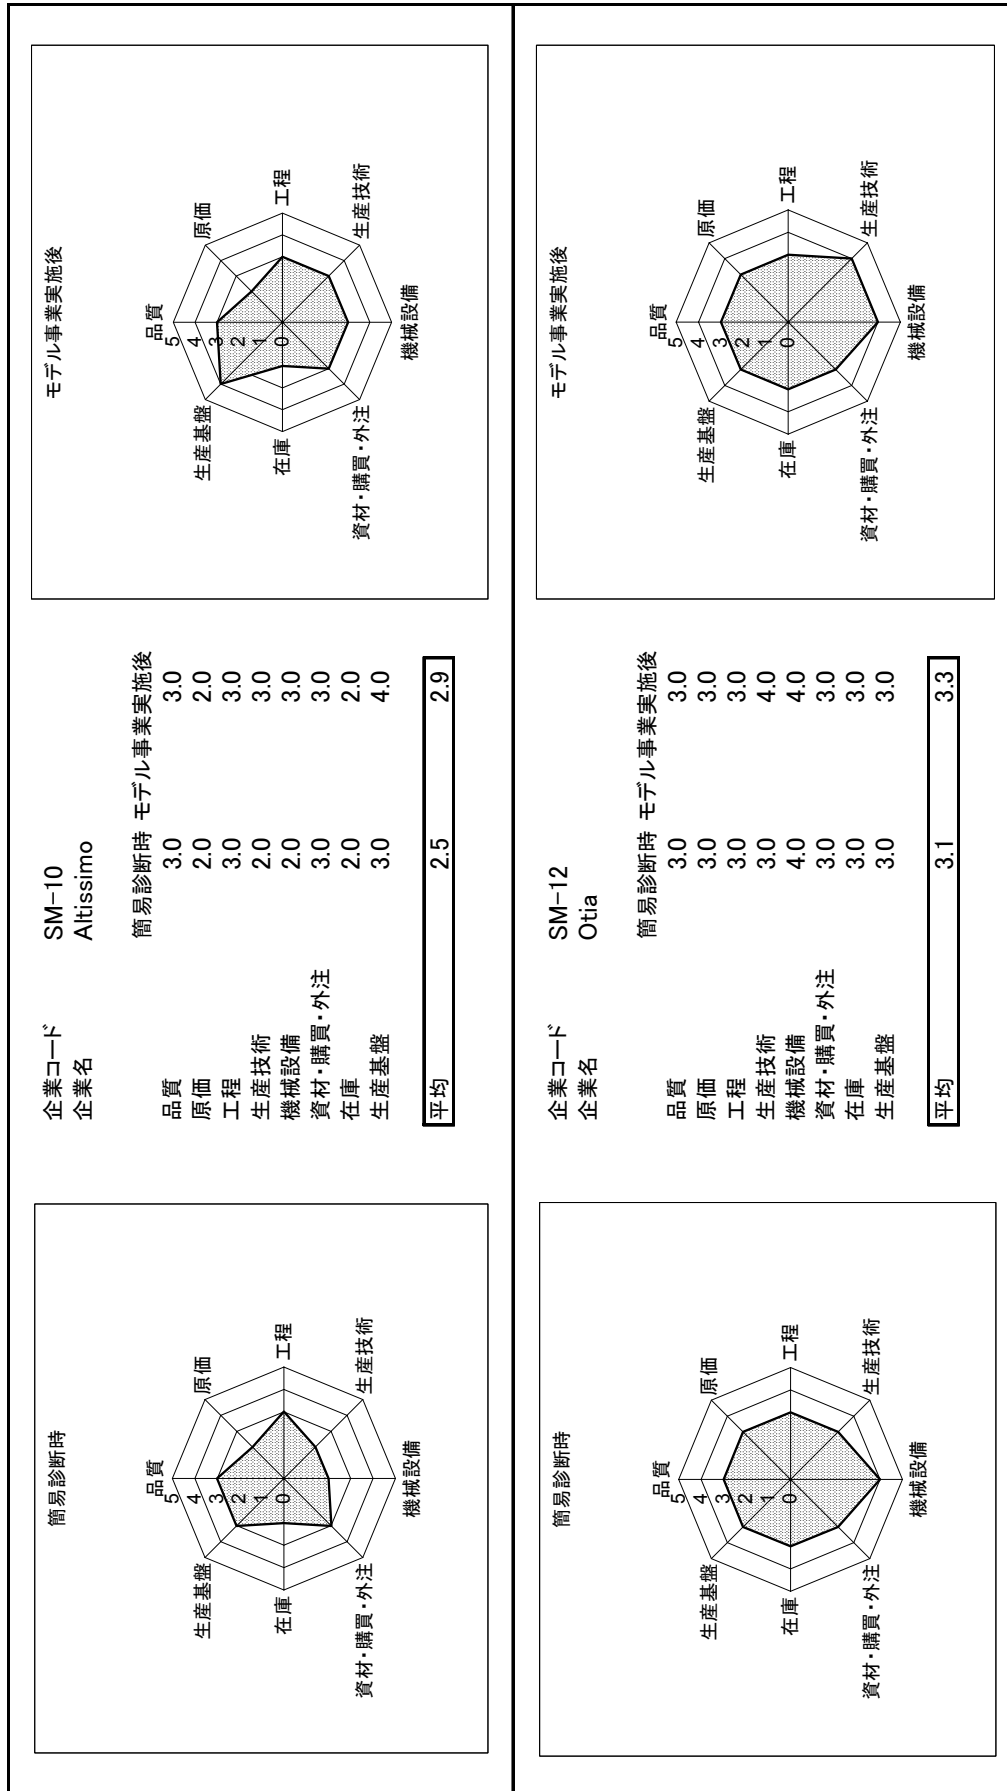 簡易診断時
品質
原価
工程
生産技術
機械設備
資材・購買・外注
在庫
生産基盤
5
4
3
2
1
0
企業コード SM-10
企業名 Altissimo
簡易診断時 モデル事業実施後
品質 3.0 3.0
原価 2.0 2.0
工程 3.0 3.0
生産技術 2.0 3.0
機械設備 2.0 3.0
資材・購買・外注 3.0 3.0
在庫 2.0 2.0
生産基盤 3.0 4.0
平均 2.5 2.9
モデル事業実施後
品質
原価
工程
生産技術
機械設備
資材・購買・外注
在庫
生産基盤
5
4
3
2
1
0
簡易診断時
品質
原価
工程
生産技術
機械設備
資材・購買・外注
在庫
生産基盤
5
4
3
2
1
0
企業コード SM-12
企業名 Otia
簡易診断時 モデル事業実施後
品質 3.0 3.0
原価 3.0 3.0
工程 3.0 3.0
生産技術 3.0 4.0
機械設備 4.0 4.0
資材・購買・外注 3.0 3.0
在庫 3.0 3.0
生産基盤 3.0 3.0
平均 3.1 3.3
モデル事業実施後
品質
原価
工程
生産技術
機械設備
資材・購買・外注
在庫
生産基盤
5
4
3
2
1
0